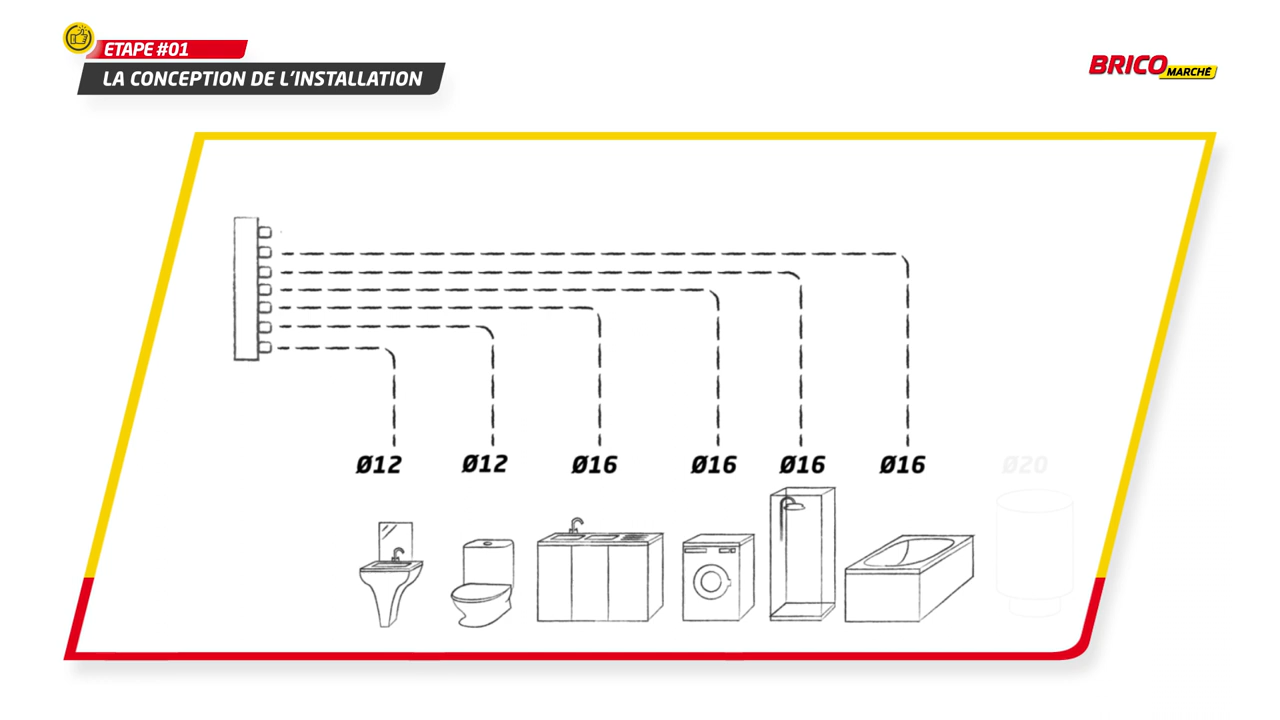 ETAPE #01
LA CONCEPTION DE L'INSTALLATION
BRICO MARCHÉ
Ø12 Ø12 Ø16 Ø16 Ø16 Ø16 Ø20